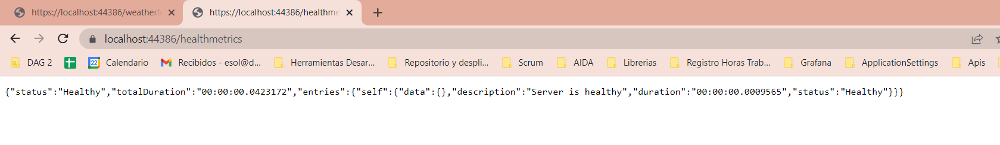 https://localhost:44386/weatherf
https://localhost:44386/healthme
localhost:44386/healthmetrics
DAG 2 22 Calendario Recibidos - esol@d... Herramientas Desar... Repositorio y despli... Scrum AIDA Librerias Registro Horas Trab... Grafana ApplicationSettings Apis
{"status":"Healthy","totalDuration":"00:00:00.0423172","entries":{"self":{"data":{},"description":"Server is healthy","duration":"00:00:00.0009565","status":"Healthy"}}}